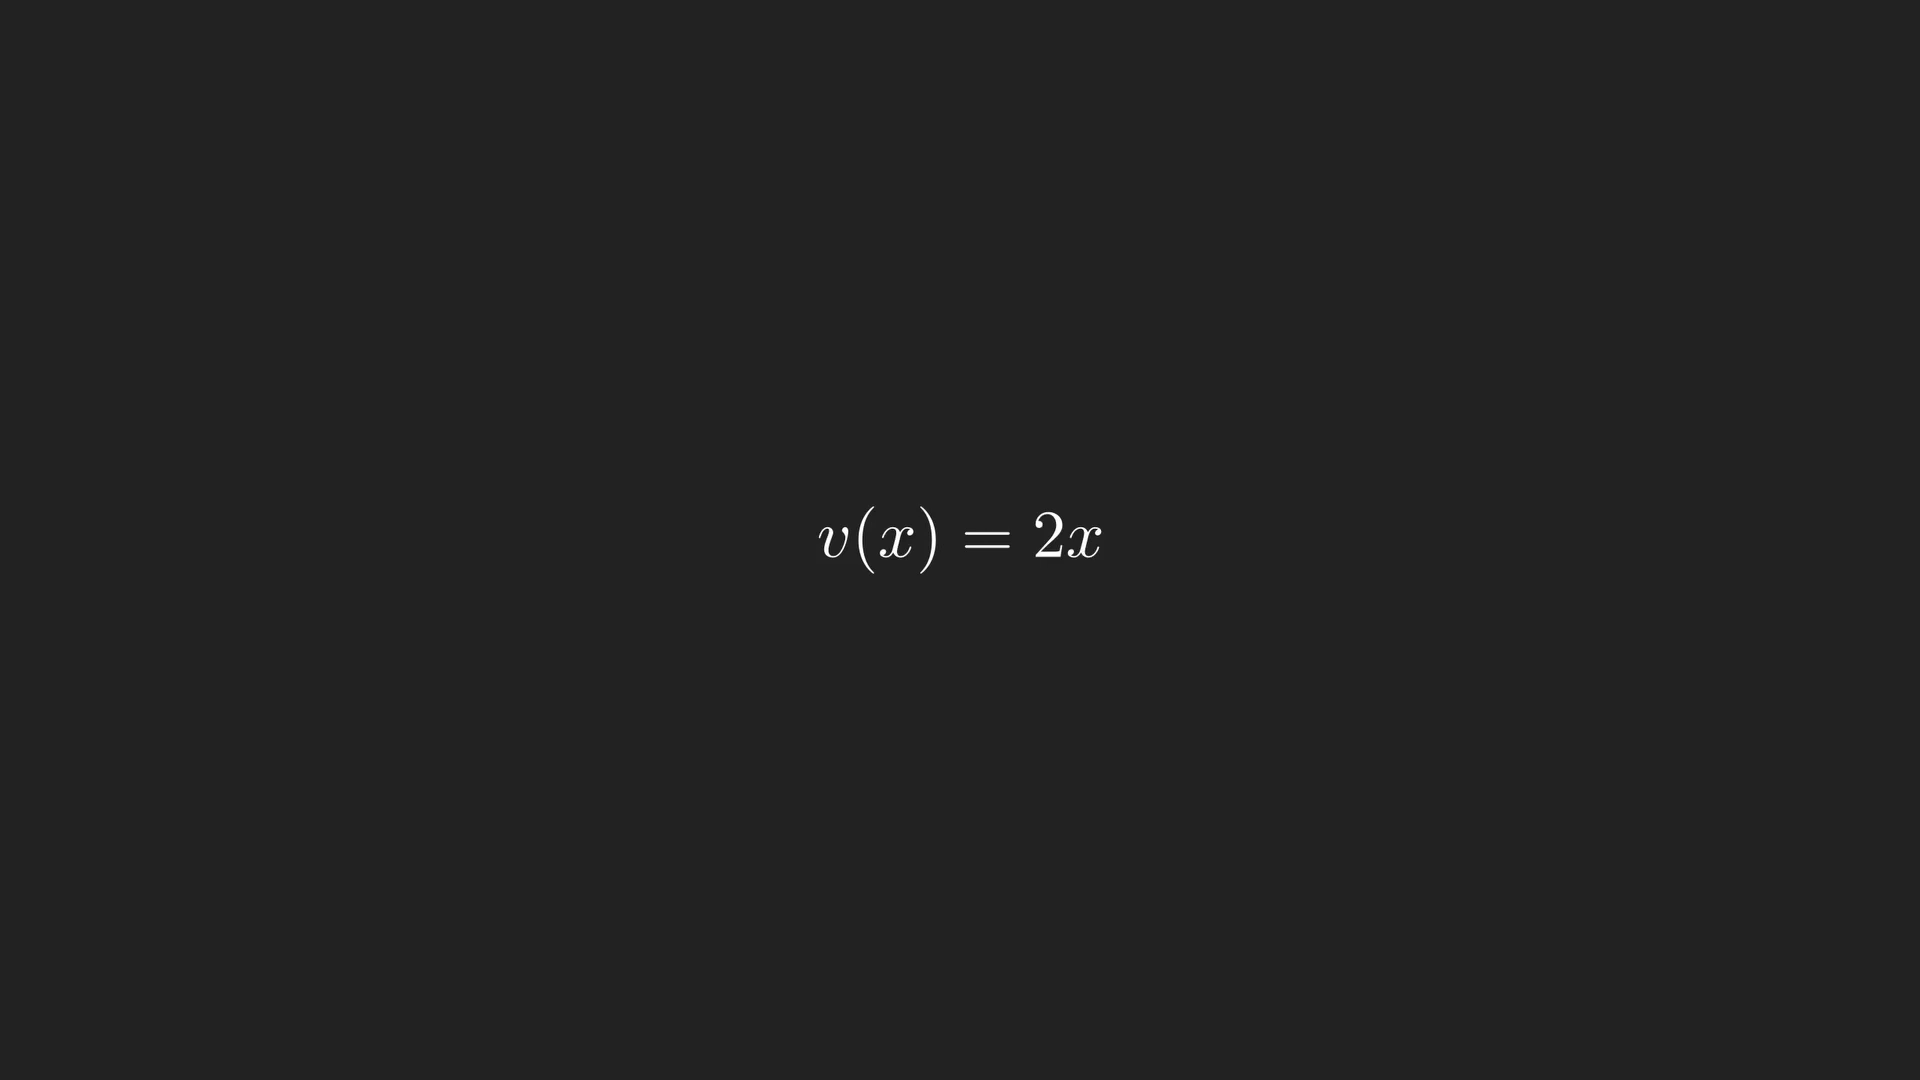 v(x) = 2x